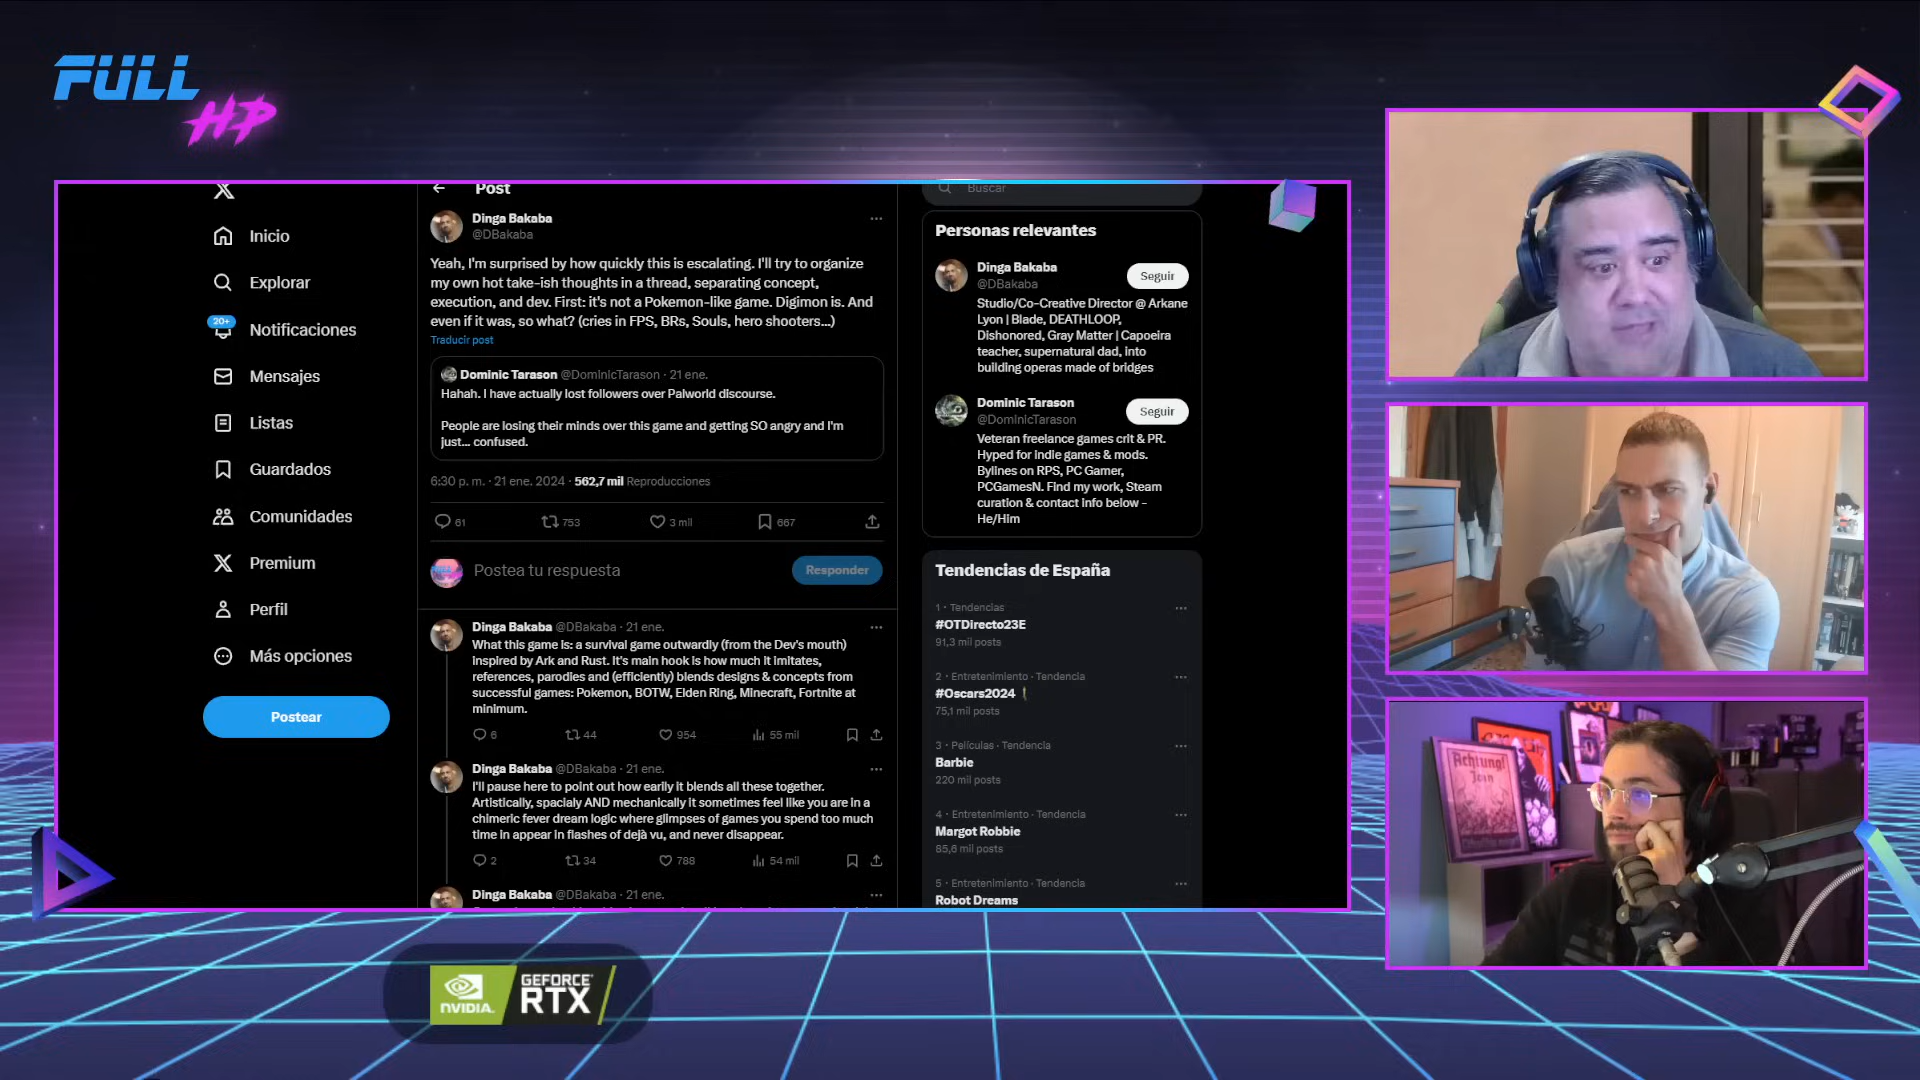 FULL
HP
Post
Buscar
Inicio
Explorar
20+
Notificaciones
Mensajes
Listas
Guardados
Comunidades
Premium
Perfil
Más opciones
Postear
Dinga Bakaba
@DBakaba
Yeah, I'm surprised by how quickly this is escalating. I'll try to organize
my own hot take-ish thoughts in a thread, separating concept,
execution, and dev. First: it's not a Pokemon-like game. Digimon is. And
even if it was, so what? (cries in FPS, BRs, Souls, hero shooters...)
Traducir post
Dominic Tarason @DominicTarason · 21 ene.
Hahah. I have actually lost followers over Palworld discourse.
People are losing their minds over this game and getting SO angry and I'm
just... confused.
6:30 p. m. · 21 ene. 2024 · 562,7 mil Reproducciones
61 753 3 mil 667
Postea tu respuesta
Responder
Dinga Bakaba @DBakaba · 21 ene.
What this game is: a survival game outwardly (from the Dev's mouth)
inspired by Ark and Rust. It's main hook is how much it imitates,
references, parodies and (efficiently) blends designs & concepts from
successful games: Pokemon, BOTW, Elden Ring, Minecraft, Fortnite at
minimum.
6 44 954 55 mil
Dinga Bakaba @DBakaba · 21 ene.
I'll pause here to point out how earily it blends all these together.
Artistically, spacialy AND mechanically it sometimes feel like you are in a
chimeric fever dream logic where glimpses of games you spend too much
time in appear in flashes of dejà vu, and never disappear.
2 34 788 54 mil
Dinga Bakaba @DBakaba · 21 ene.
Personas relevantes
Dinga Bakaba
@DBakaba
Seguir
Studio/Co-Creative Director @ Arkane
Lyon | Blade, DEATHLOOP,
Dishonored, Gray Matter | Capoeira
teacher, supernatural dad, into
building operas made of bridges
Dominic Tarason
@DominicTarason
Seguir
Veteran freelance games crit & PR.
Hyped for indie games & mods.
Bylines on RPS, PC Gamer,
PCGamesN. Find my work, Steam
curation & contact info below -
He/Him
Tendencias de España
1 · Tendencias
#OTDirecto23E
91,3 mil posts
2 · Entretenimiento · Tendencia
#Oscars2024
75,1 mil posts
3 · Películas · Tendencia
Barbie
220 mil posts
4 · Entretenimiento · Tendencia
Margot Robbie
85,6 mil posts
5 · Entretenimiento · Tendencia
Robot Dreams
Achtung!
Join
NVIDIA.
GEFORCE
RTX